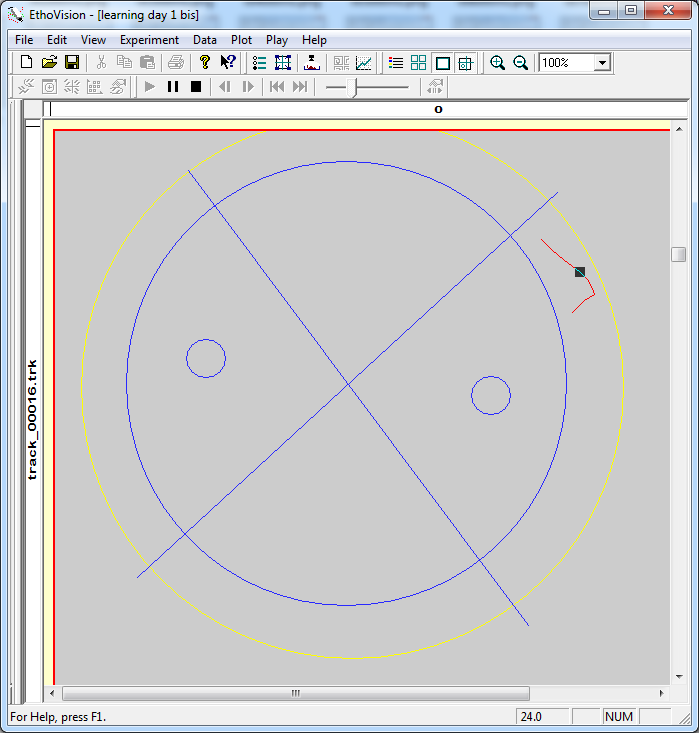 EthoVision - [learning day 1 bis]
File Edit View Experiment Data Plot Play Help
100%
0
track_00016.trk
For Help, press F1.
24.0
NUM